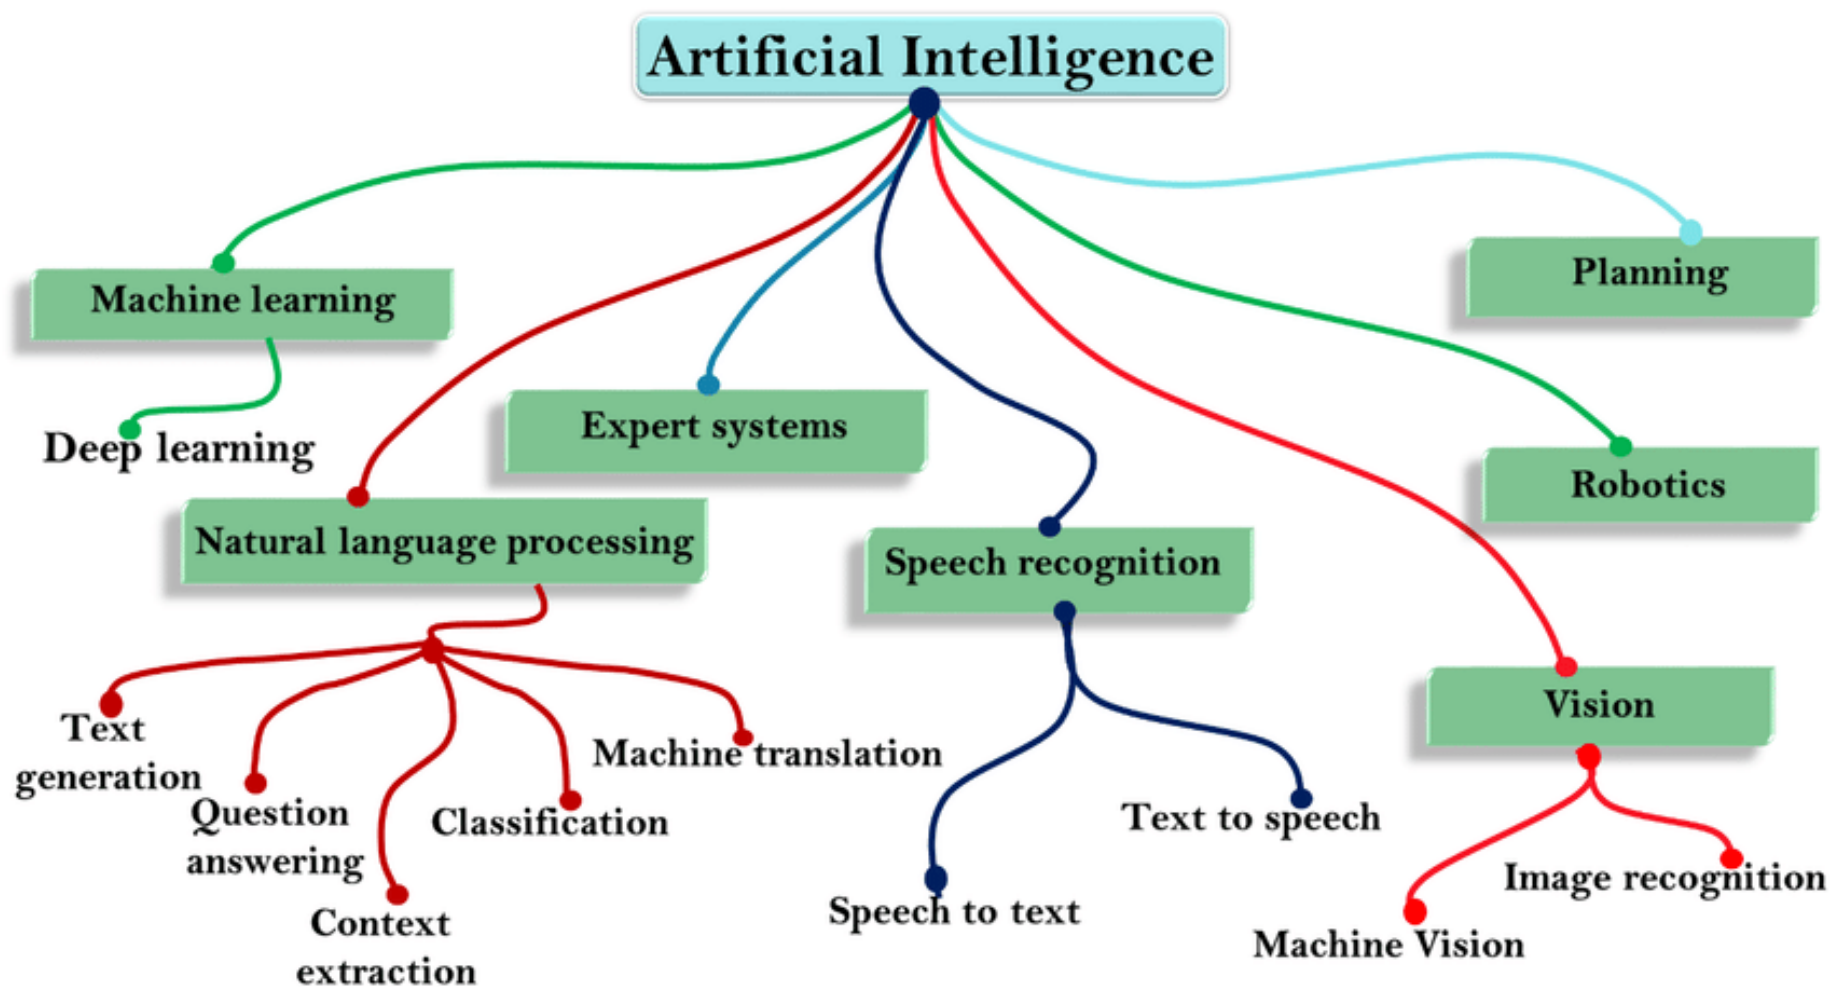 Artificial Intelligence
Machine learning
Deep learning
Natural language processing
Text
generation
Question
answering
Context
extraction
Classification
Machine translation
Expert systems
Speech recognition
Speech to text
Text to speech
Vision
Machine Vision
Image recognition
Robotics
Planning